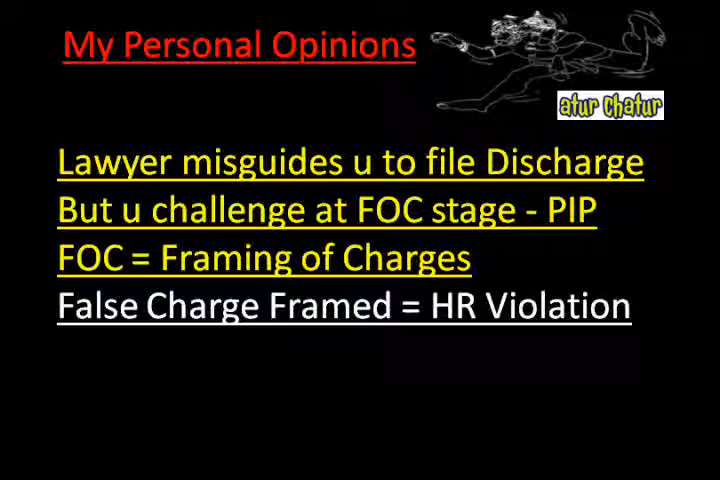 My Personal Opinions
atur chatur
Lawyer misguides u to file Discharge
But u challenge at FOC stage - PIP
FOC = Framing of Charges
False Charge Framed = HR Violation